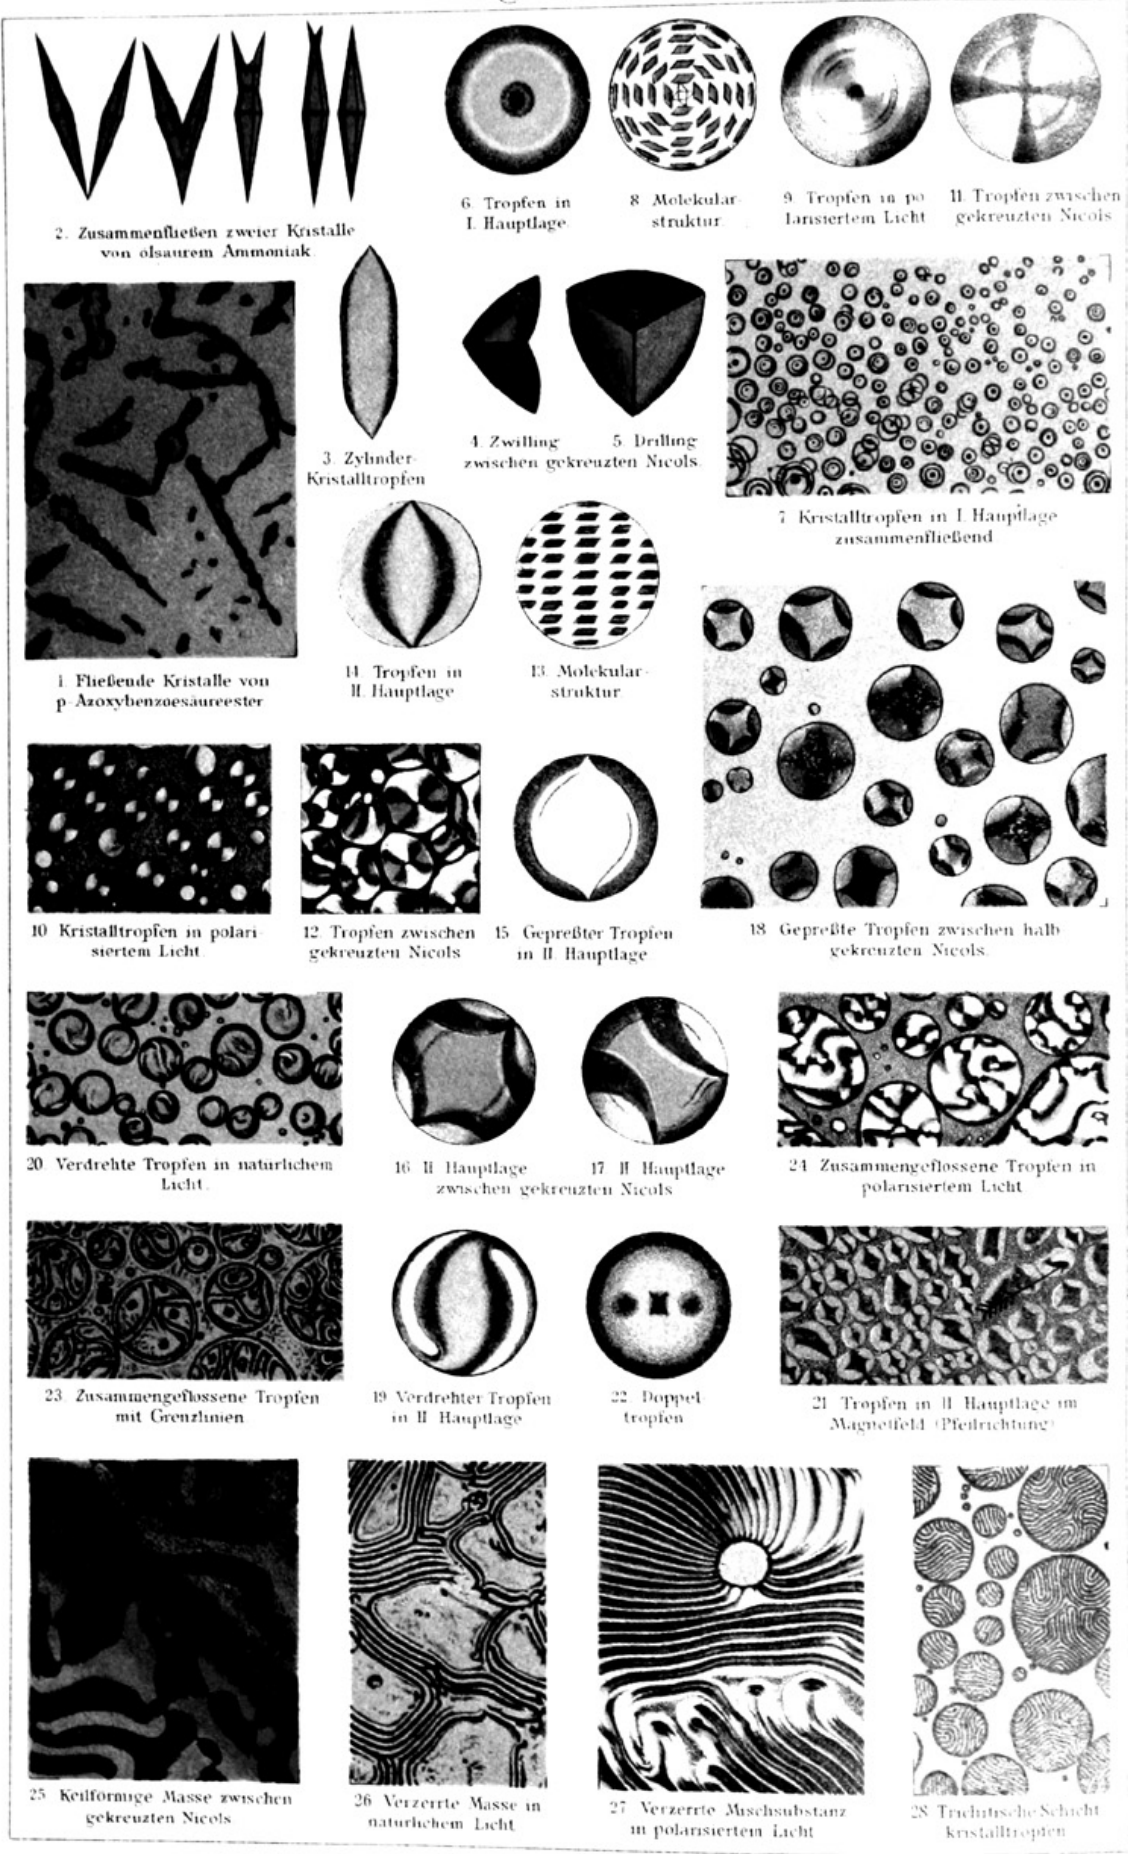 2. Zusammenfließen zweier Kristalle
von ölsaurem Ammoniak.
6. Tropfen in
I. Hauptlage.
8. Molekular-
struktur.
9. Tropfen in po
larisiertem Licht
11. Tropfen zwischen
gekreuzten Nicols
3. Zylinder-
Kristalltropfen
4. Zwilling
5. Drilling
zwischen gekreuzten Nicols.
7. Kristalltropfen in I. Hauptlage
zusammenfließend
1. Fließende Kristalle von
p-Azoxybenzoesäureester
14. Tropfen in
II. Hauptlage
13. Molekular-
struktur.
10. Kristalltropfen in polari-
siertem Licht.
12. Tropfen zwischen
gekreuzten Nicols
15. Gepreßter Tropfen
in II. Hauptlage
18. Gepreßte Tropfen zwischen halb
gekreuzten Nicols.
20. Verdrehte Tropfen in natürlichem
Licht.
16. II. Hauptlage
17. II. Hauptlage
zwischen gekreuzten Nicols
24. Zusammengeflossene Tropfen in
polarisiertem Licht
23. Zusammengeflossene Tropfen
mit Grenzlinien
19. Verdrehter Tropfen
in II. Hauptlage
22. Doppel-
tropfen
21. Tropfen in II. Hauptlage im
Magnetfeld (Pfeilrichtung)
25. Keilförmige Masse zwischen
gekreuzten Nicols
26. Verzerrte Masse in
natürlichem Licht
27. Verzerrte Mischsubstanz
in polarisiertem Licht
28. Trichitische Schicht
kristalltropfen